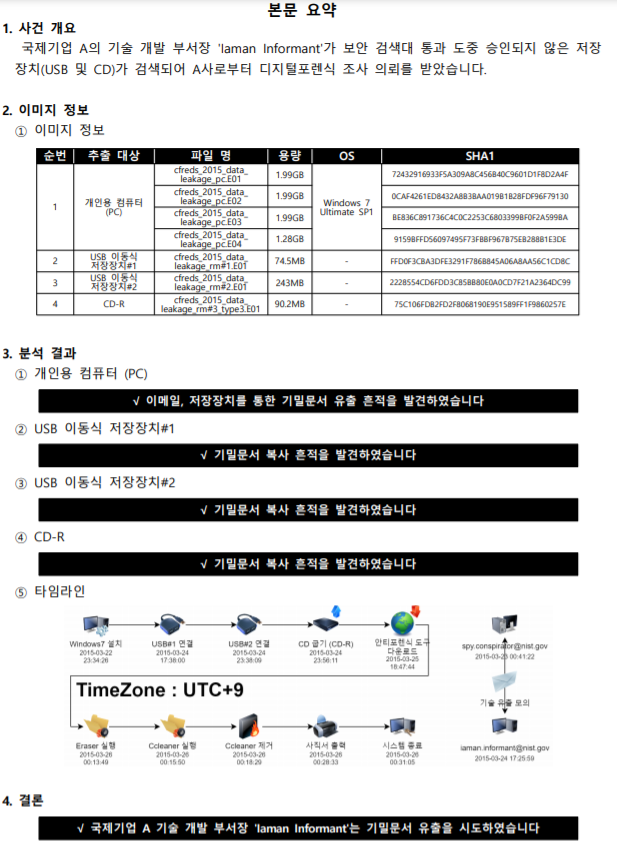 본문 요약
1. 사건 개요
국제기업 A의 기술 개발 부서장 'Iaman Informant'가 보안 검색대 통과 도중 승인되지 않은 저장
장치(USB 및 CD)가 검색되어 A사로부터 디지털포렌식 조사 의뢰를 받았습니다.
2. 이미지 정보
① 이미지 정보
순번 추출 대상 파일 명 용량 OS SHA1
1 개인용 컴퓨터
(PC)
cfreds_2015_data_
leakage_pc.E01 1.99GB 72432916933F5A309A8C456B40C9601D1F8D2A4F
cfreds_2015_data_
leakage_pc.E02 1.99GB 0CAF4261ED8432A8B3BAA019B1B28FDF96F79130
Windows 7
Ultimate SP1
cfreds_2015_data_
leakage_pc.E03 1.99GB BE836C891736C4C0C2253C6803399BF0F2A599BA
cfreds_2015_data_
leakage_pc.E04 1.28GB 9159BFFD56097495F73FBBF967B75EB288B1E3DE
2 USB 이동식
저장장치#1
cfreds_2015_data_
leakage_rm#1.E01 74.5MB - FFD0F3CBA3DFE3291F786B845A06A8AA56C1CD8C
3 USB 이동식
저장장치#2
cfreds_2015_data_
leakage_rm#2.E01 243MB - 2228554CD6FDD3C85BB80E0A0CD7F21A2364DC99
4 CD-R
cfreds_2015_data_
leakage_rm#3_type3.E01 90.2MB - 75C106FDB2FD2F8068190E951589FF1F9860257E
3. 분석 결과
① 개인용 컴퓨터 (PC)
√ 이메일, 저장장치를 통한 기밀문서 유출 흔적을 발견하였습니다
② USB 이동식 저장장치#1
√ 기밀문서 복사 흔적을 발견하였습니다
③ USB 이동식 저장장치#2
√ 기밀문서 복사 흔적을 발견하였습니다
④ CD-R
√ 기밀문서 복사 흔적을 발견하였습니다
⑤ 타임라인
Windows7 설치
2015-03-22
23:34:26
USB#1 연결
2015-03-24
17:38:00
USB#2 연결
2015-03-24
23:38:09
CD 굽기 (CD-R)
2015-03-24
23:56:11
안티포렌식 도구
다운로드
2015-03-25
18:47:44
spy.conspirator@nist.gov
2015-03-23 00:41:22
기술 유출 모의
iaman.informant@nist.gov
2015-03-24 17:25:59
TimeZone : UTC+9
Eraser 실행
2015-03-26
00:13:49
Ccleaner 실행
2015-03-26
00:15:50
Ccleaner 제거
2015-03-26
00:18:29
사직서 출력
2015-03-26
00:28:33
시스템 종료
2015-03-26
00:31:05
4. 결론
√ 국제기업 A 기술 개발 부서장 'Iaman Informant'는 기밀문서 유출을 시도하였습니다